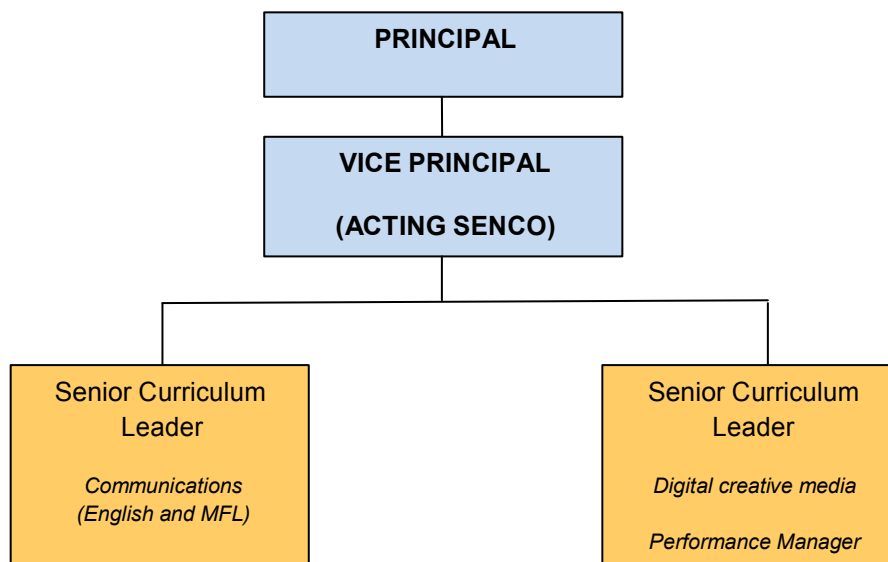 PRINCIPAL
VICE PRINCIPAL
(ACTING SENCO)
Senior Curriculum
Leader
Communications
(English and MFL)
Senior Curriculum
Leader
Digital creative media
Performance Manager